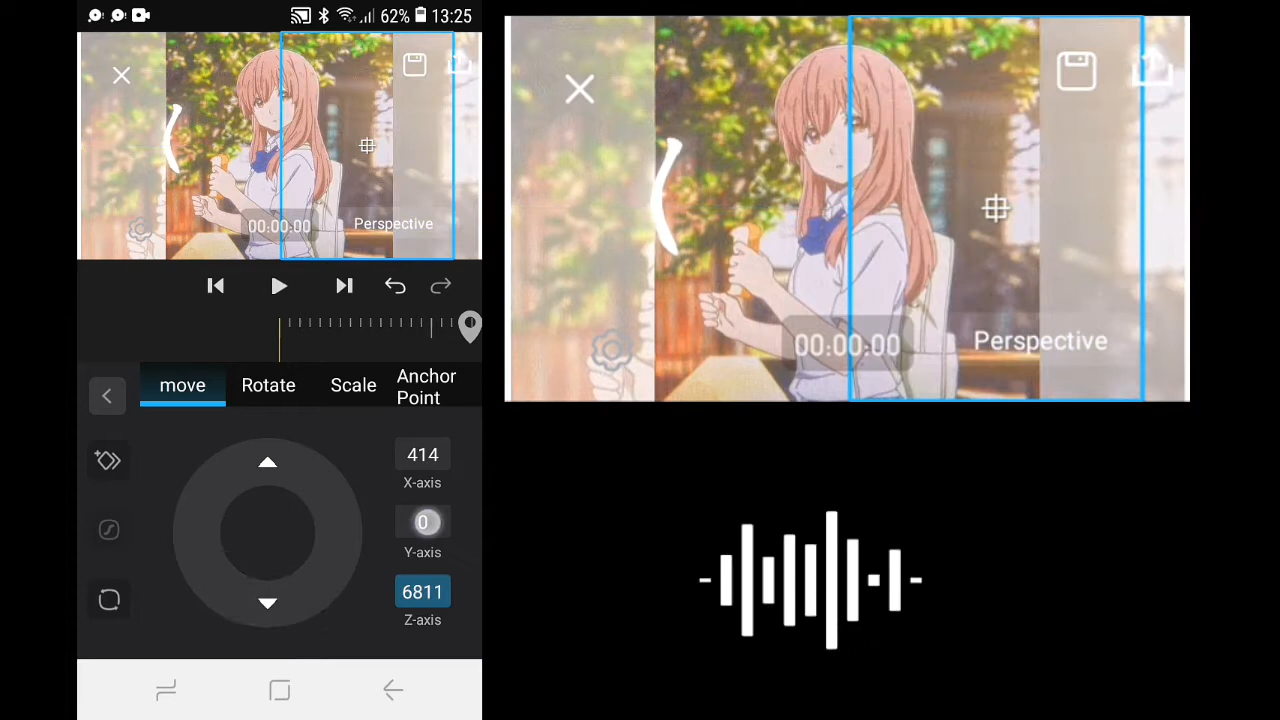 62% 13:25
00:00:00
Perspective
move
Rotate
Scale
Anchor
Point
414
X-axis
0
Y-axis
6811
Z-axis
00:00:00
Perspective